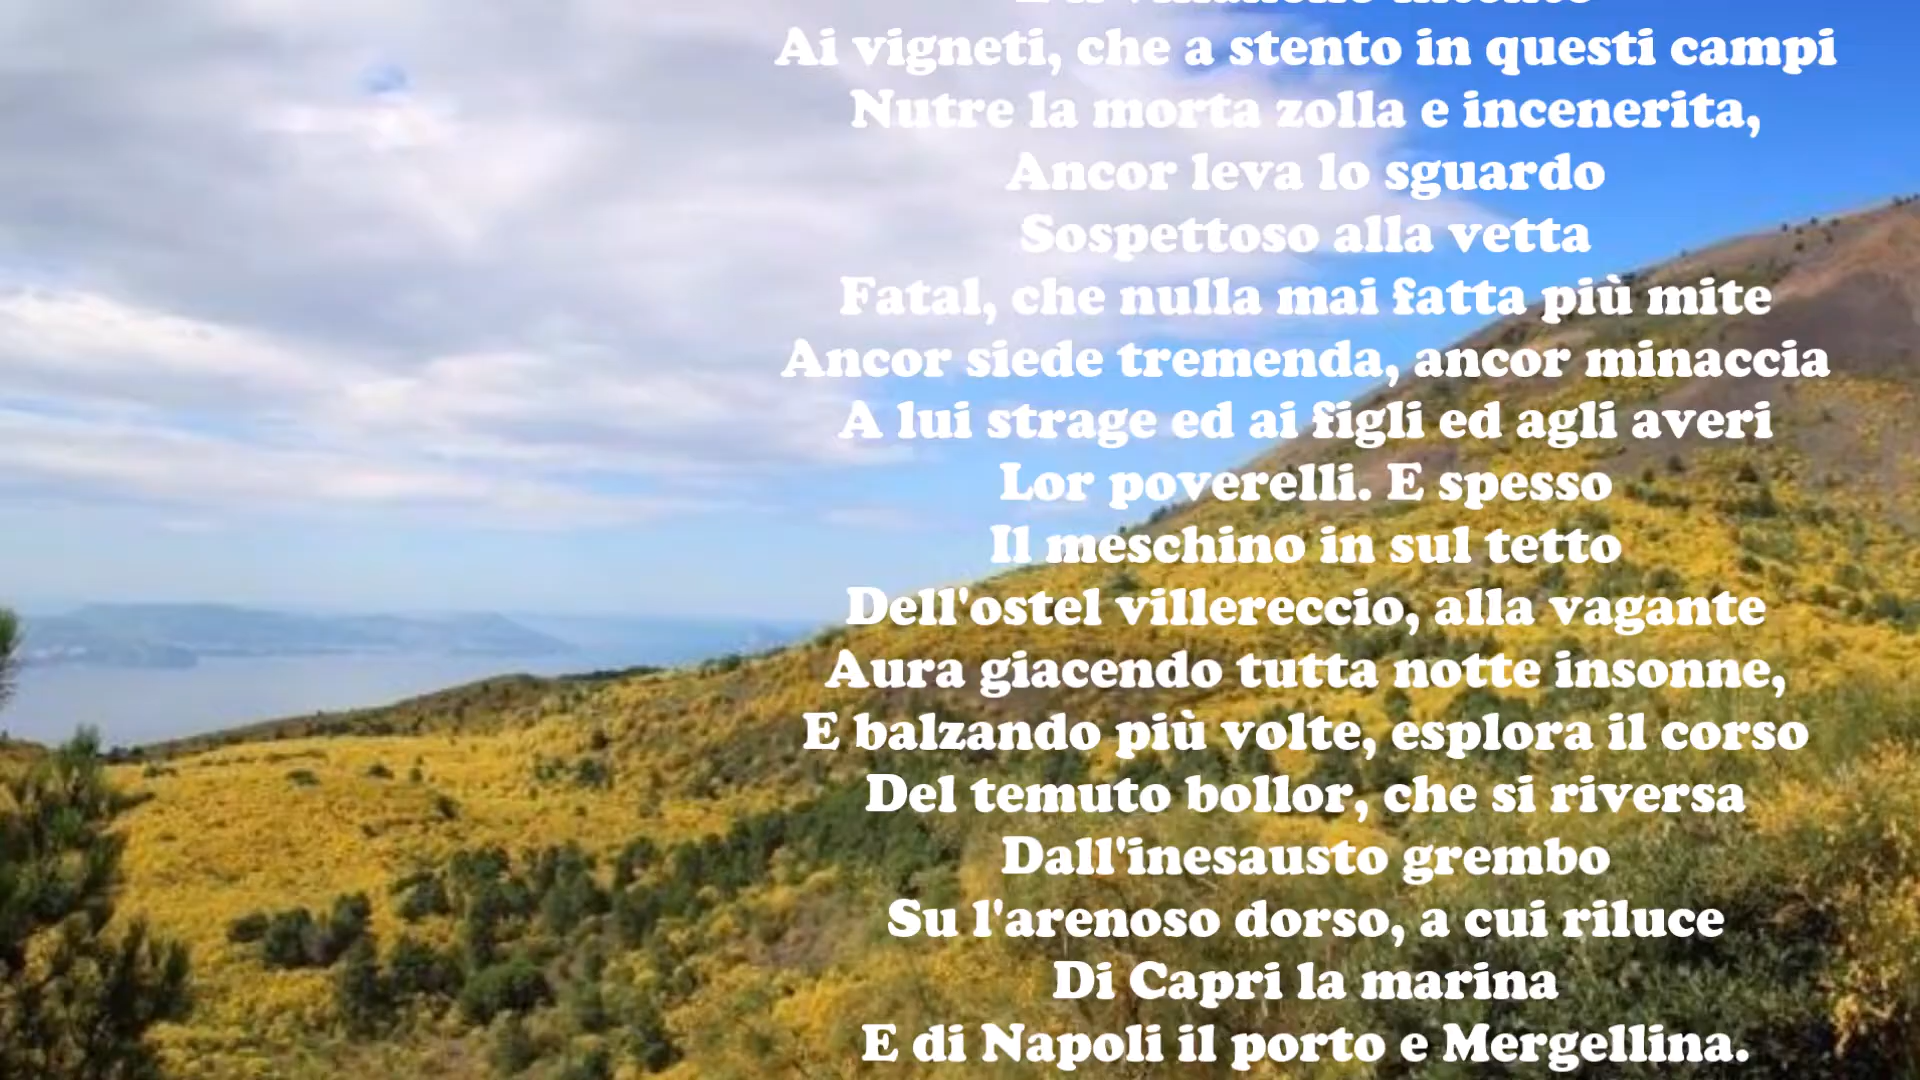 Ai vigneti, che a stento in questi campi
Nutre la morta zolla e incenerita,
Ancor leva lo sguardo
Sospettoso alla vetta
Fatal, che nulla mai fatta più mite
Ancor siede tremenda, ancor minaccia
A lui strage ed ai figli ed agli averi
Lor poverelli. E spesso
Il meschino in sul tetto
Dell'ostel villereccio, alla vagante
Aura giacendo tutta notte insonne,
E balzando più volte, esplora il corso
Del temuto bollor, che si riversa
Dall'inesausto grembo
Su l'arenoso dorso, a cui riluce
Di Capri la marina
E di Napoli il porto e Mergellina.